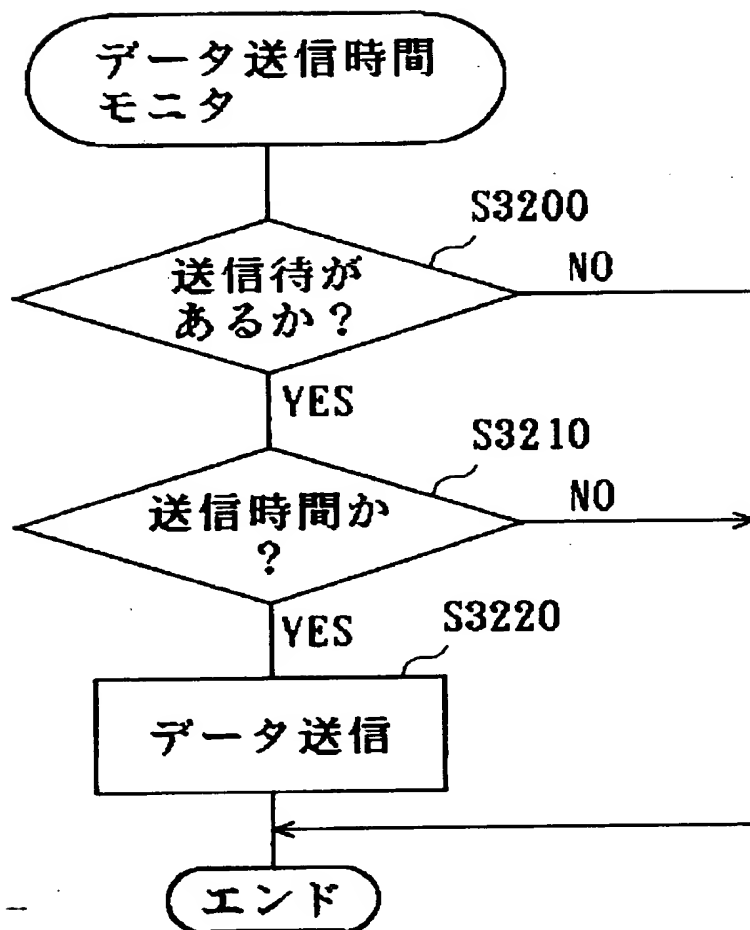 データ送信時間
モニタ
S3200
送信待が
あるか?
NO
YES
S3210
送信時間か
?
NO
YES
S3220
データ送信
エンド